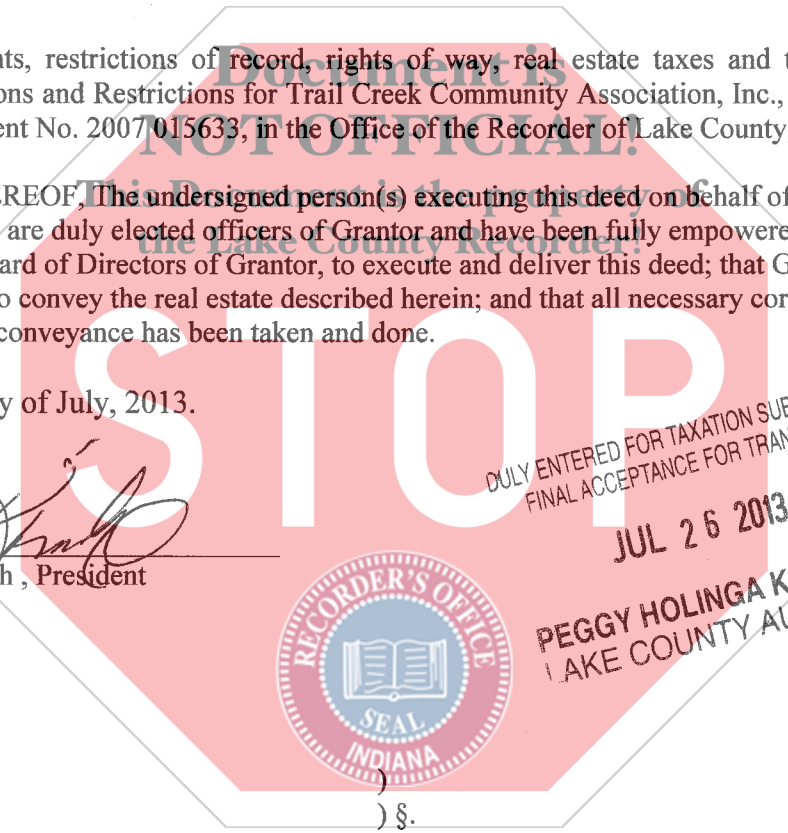 Document is
NOT OFFICIAL!
This Document is the property of
the Lake County Recorder!
STOP
nts, restrictions of record, rights of way, real estate taxes and t
ons and Restrictions for Trail Creek Community Association, Inc.,
ent No. 2007 015633, in the Office of the Recorder of Lake County,
EREOF, The undersigned person(s) executing this deed on behalf of
are duly elected officers of Grantor and have been fully empowere
ard of Directors of Grantor, to execute and deliver this deed; that G
o convey the real estate described herein; and that all necessary cor
conveyance has been taken and done.
y of July, 2013.
h , President
DULY ENTERED FOR TAXATION SUB
FINAL ACCEPTANCE FOR TRAN
JUL 26 2013
PEGGY HOLINGA K
LAKE COUNTY AU
RECORDER'S OFFICE
SEAL
INDIANA
)
) §.